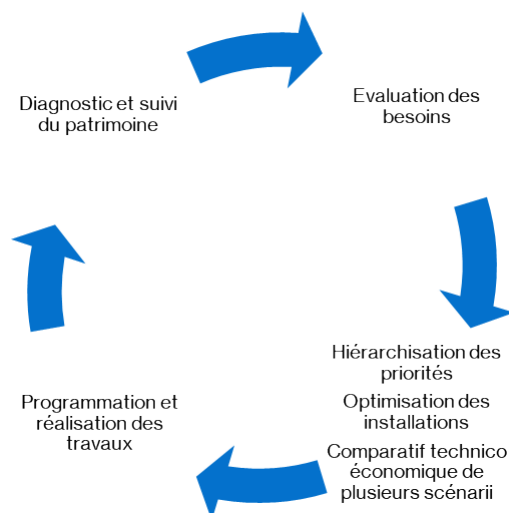 Diagnostic et suivi
du patrimoine
Evaluation des
besoins
Hiérarchisation des
priorités
Optimisation des
installations
Comparatif technico
économique de
plusieurs scénarii
Programmation et
réalisation des
travaux